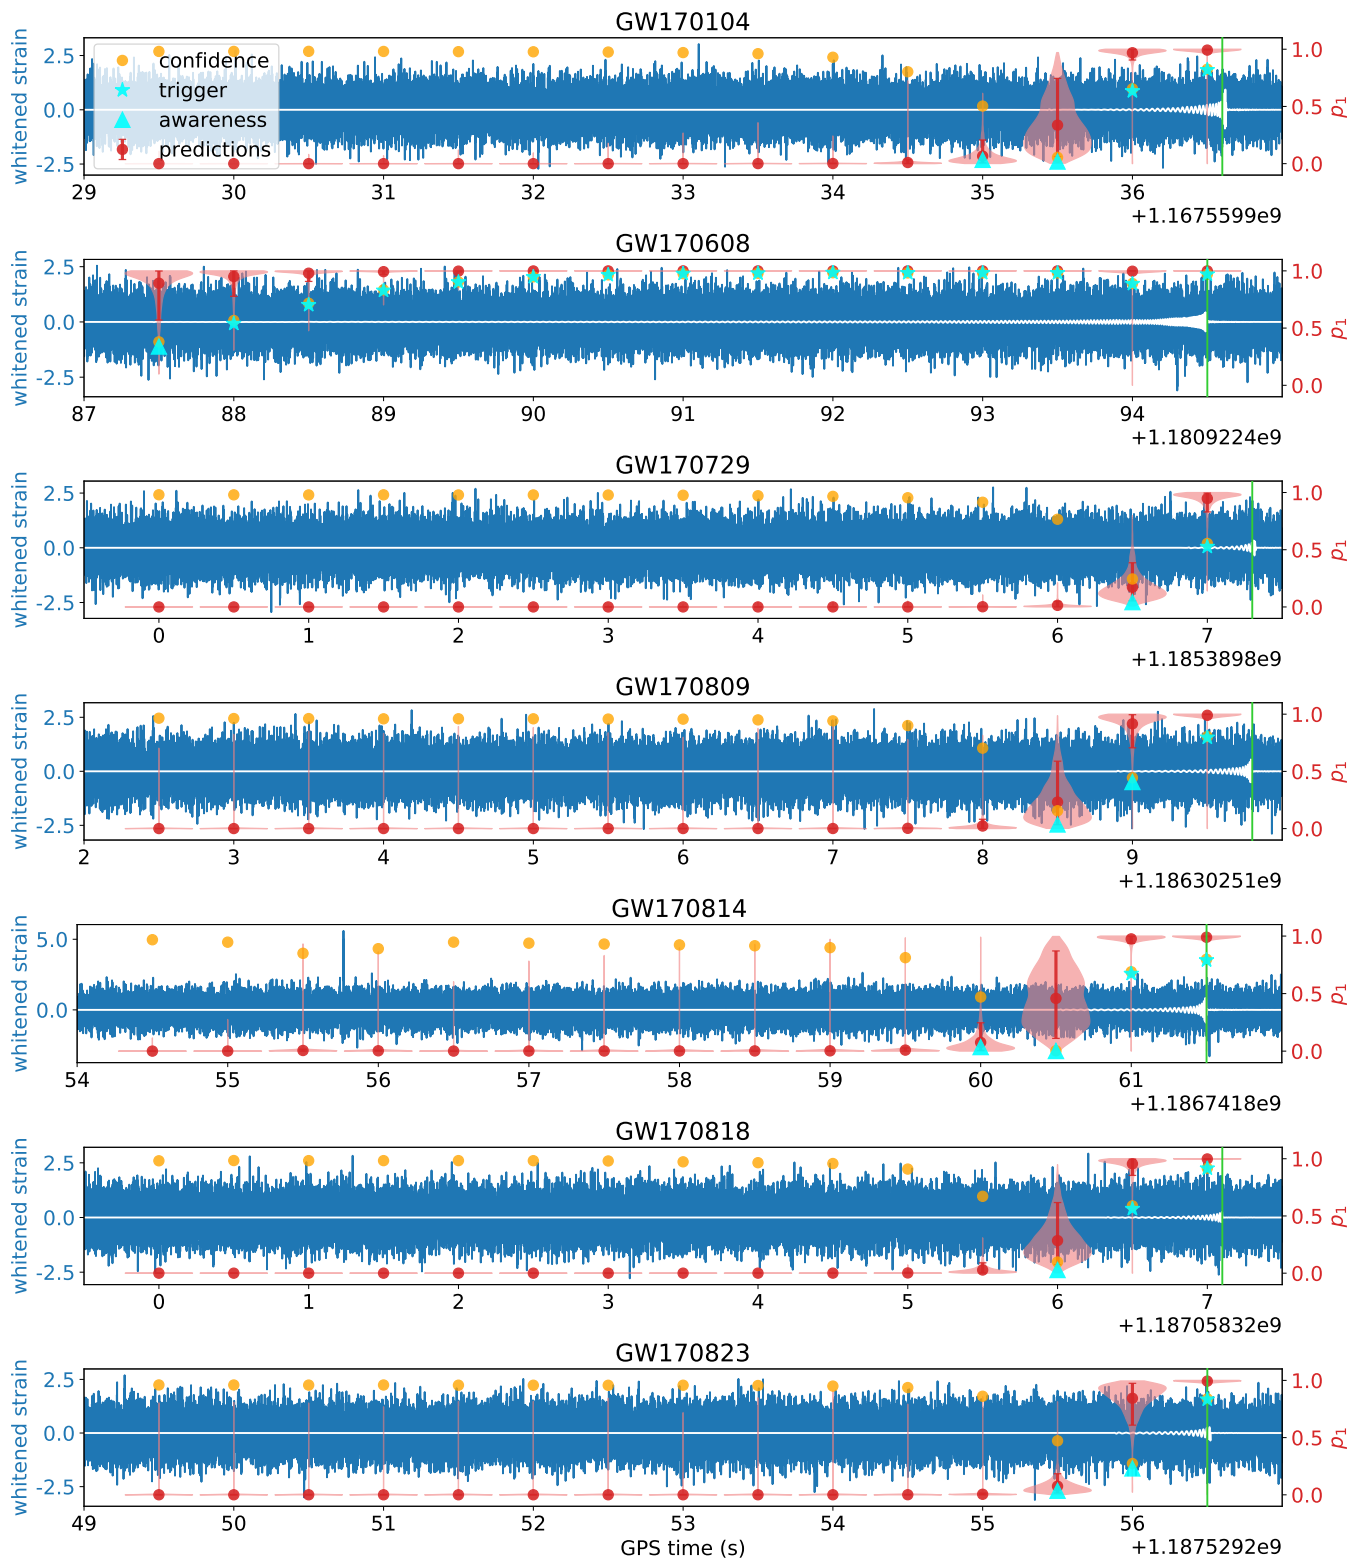 GW170104
whitened strain
2.5
0.0
-2.5
confidence
trigger
awareness
predictions
1.0
0.5
0.0
p1
29 30 31 32 33 34 35 36
+1.1675599e9
GW170608
whitened strain
2.5
0.0
-2.5
1.0
0.5
0.0
p1
87 88 89 90 91 92 93 94
+1.1809224e9
GW170729
whitened strain
2.5
0.0
-2.5
1.0
0.5
0.0
p1
0 1 2 3 4 5 6 7
+1.1853898e9
GW170809
whitened strain
2.5
0.0
-2.5
1.0
0.5
0.0
p1
2 3 4 5 6 7 8 9
+1.18630251e9
GW170814
whitened strain
5.0
0.0
1.0
0.5
0.0
p1
54 55 56 57 58 59 60 61
+1.1867418e9
GW170818
whitened strain
2.5
0.0
-2.5
1.0
0.5
0.0
p1
0 1 2 3 4 5 6 7
+1.18705832e9
GW170823
whitened strain
2.5
0.0
-2.5
1.0
0.5
0.0
p1
49 50 51 52 53 54 55 56
GPS time (s)
+1.1875292e9